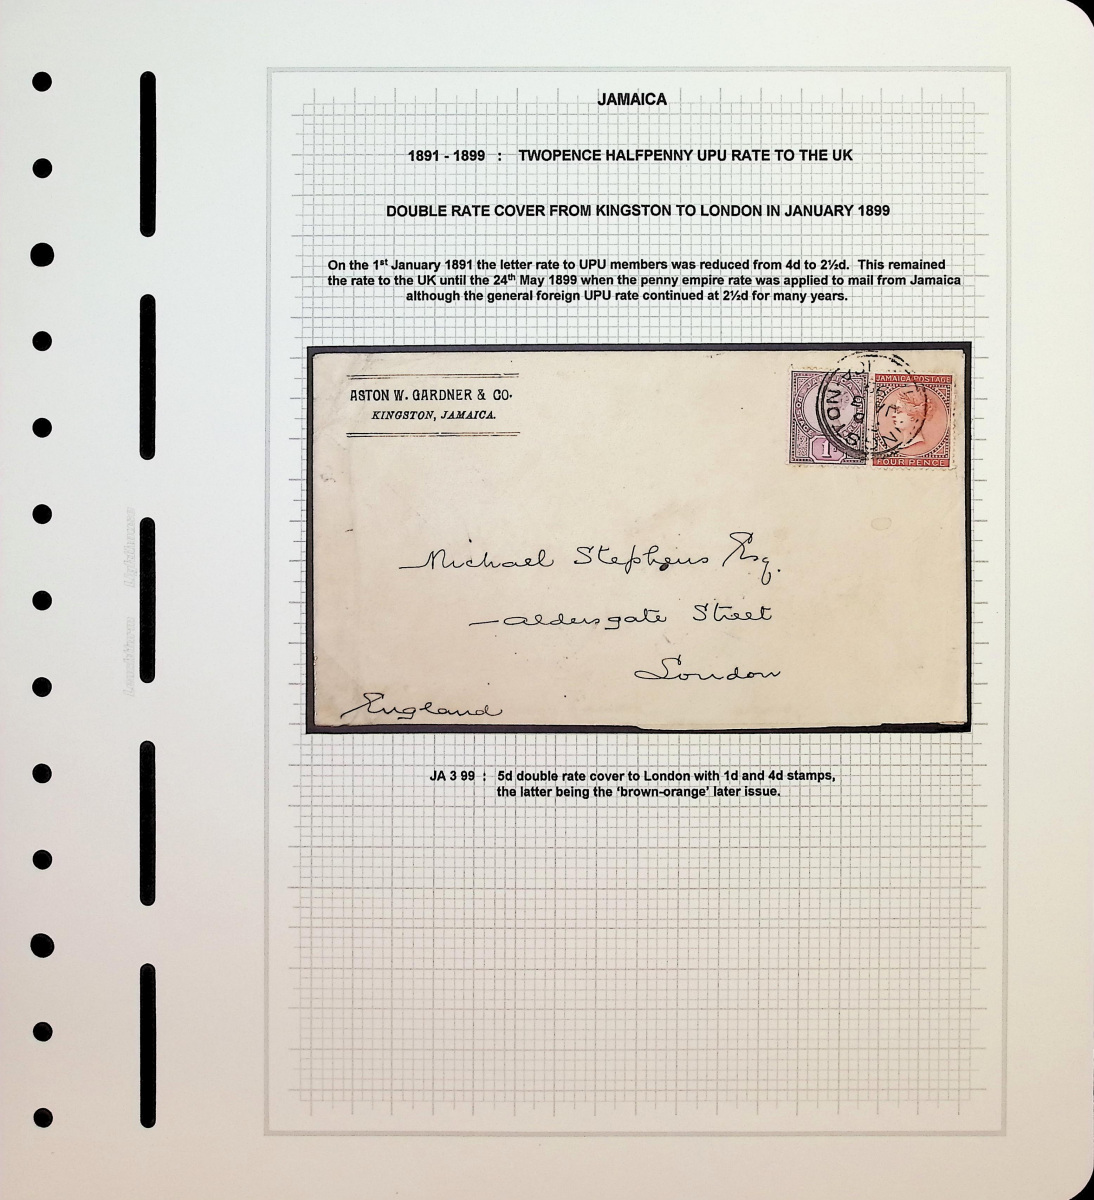 JAMAICA
1891 - 1899 : TWOPENCE HALFPENNY UPU RATE TO THE UK
DOUBLE RATE COVER FROM KINGSTON TO LONDON IN JANUARY 1899
On the 1st January 1891 the letter rate to UPU members was reduced from 4d to 2½d. This remained
the rate to the UK until the 24th May 1899 when the penny empire rate was applied to mail from Jamaica
although the general foreign UPU rate continued at 2½d for many years.
ASTON W. GARDNER & CO.
KINGSTON, JAMAICA.
JAMAICA POSTAGE
FOUR PENCE
1d
KINGSTON
Michael Stephens Esq.
Aldersgate Street
London
England
JA 3 99 : 5d double rate cover to London with 1d and 4d stamps,
the latter being the ‘brown-orange’ later issue.